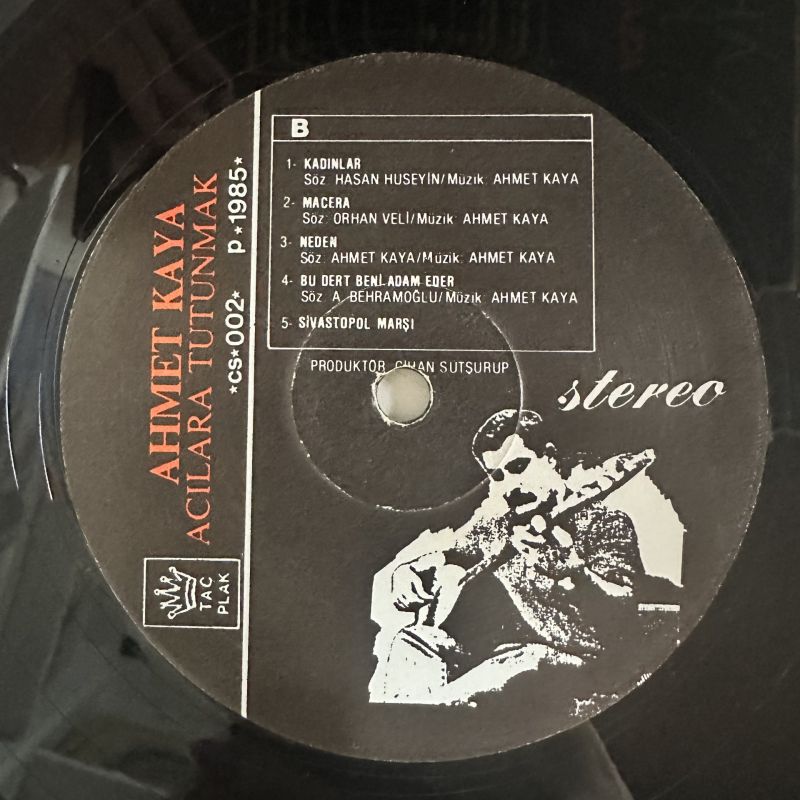 B
1- KADINLAR
Söz: HASAN HUSEYİN/Müzik: AHMET KAYA
2- MACERA
Söz: ORHAN VELİ/Müzik: AHMET KAYA
3- NEDEN
Söz: AHMET KAYA/Müzik: AHMET KAYA
4- BU DERT BENİ ADAM EDER
Söz: A. BEHRAMOĞLU/Müzik: AHMET KAYA
5- SİVASTOPOL MARŞI
PRODUKTÖR CİHAN SUTŞURUP
stereo
AHMET KAYA
ACILARA TUTUNMAK
*CS*002* P*1985*
TAC
PLAK